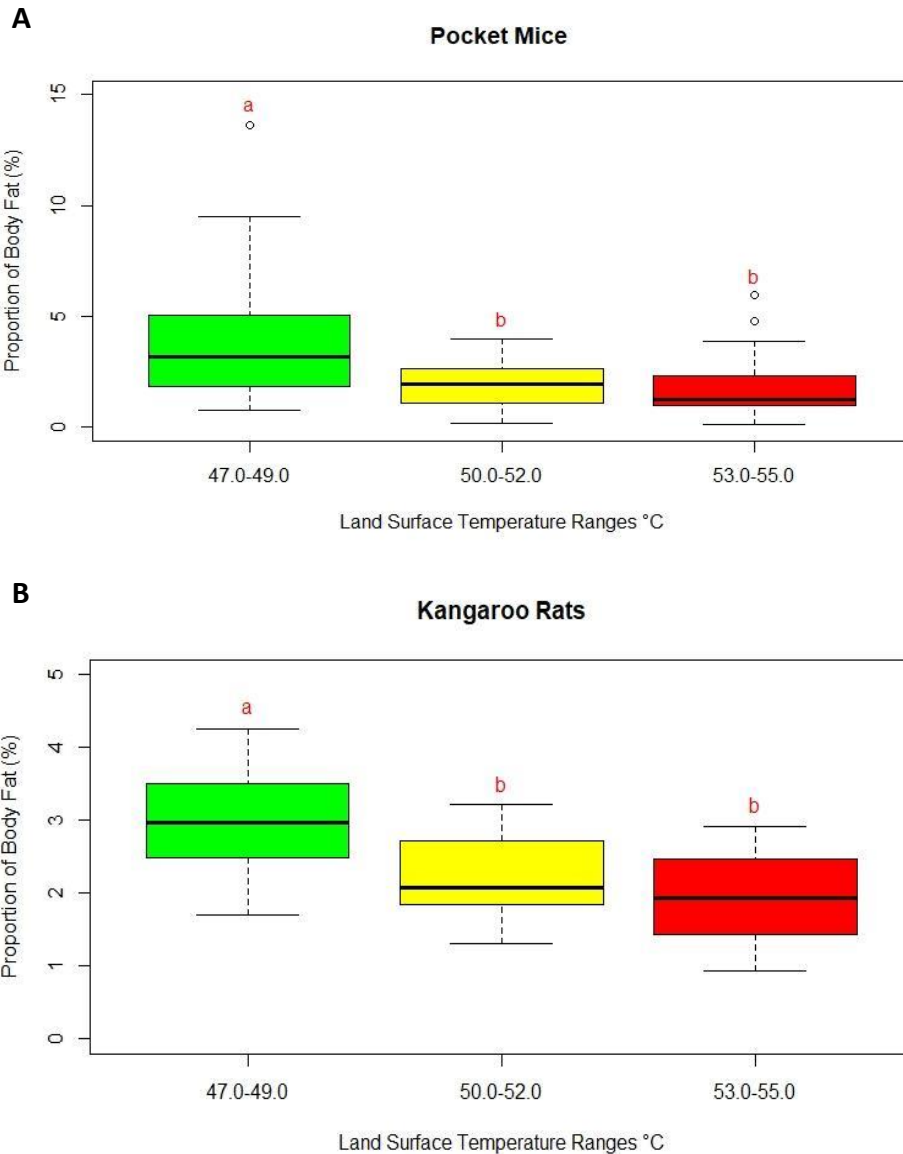 A
Pocket Mice
Proportion of Body Fat (%)
15
10
5
0
a
b
b
47.0-49.0 50.0-52.0 53.0-55.0
Land Surface Temperature Ranges °C
B
Kangaroo Rats
Proportion of Body Fat (%)
5
4
3
2
1
0
a
b
b
47.0-49.0 50.0-52.0 53.0-55.0
Land Surface Temperature Ranges °C